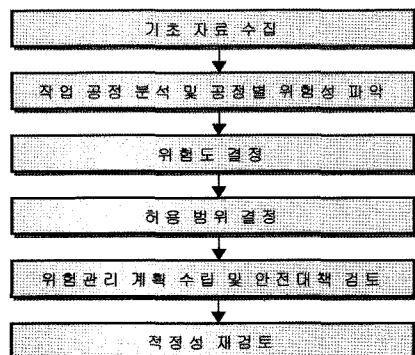 기초 자료 수집
작업 공정 분석 및 공정별 위험성 파악
위험도 결정
허용 범위 결정
위험관리 계획 수립 및 안전대책 검토
적정성 재검토